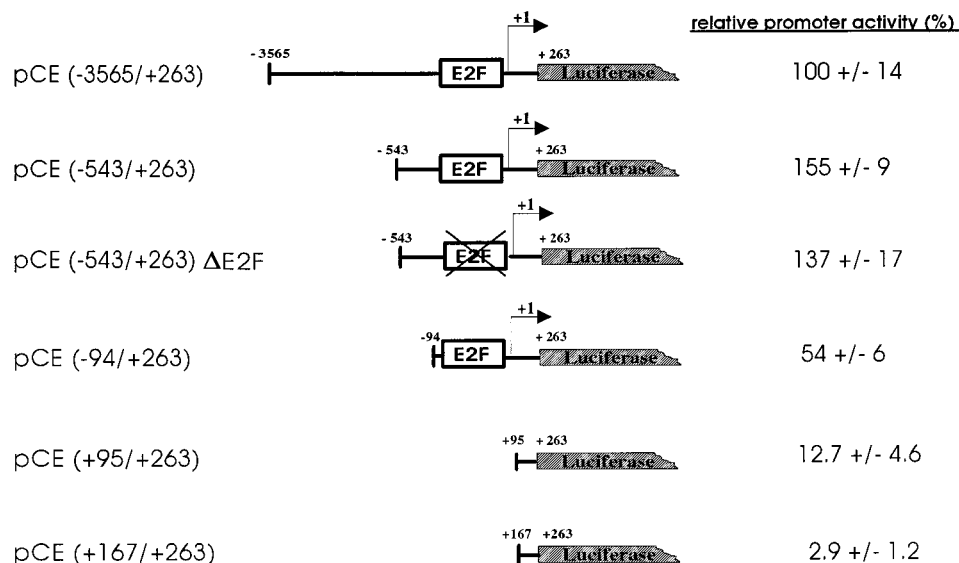 relative promoter activity (%)
+1
- 3565
+ 263
pCE (-3565/+263)
E2F
Luciferase
100 +/- 14
+1
- 543
+ 263
pCE (-543/+263)
E2F
Luciferase
155 +/- 9
+1
- 543
+ 263
pCE (-543/+263) ΔE2F
E2F
Luciferase
137 +/- 17
+1
-94
+ 263
pCE (-94/+263)
E2F
Luciferase
54 +/- 6
+95 + 263
pCE (+95/+263)
Luciferase
12.7 +/- 4.6
+167 +263
pCE (+167/+263)
Luciferase
2.9 +/- 1.2